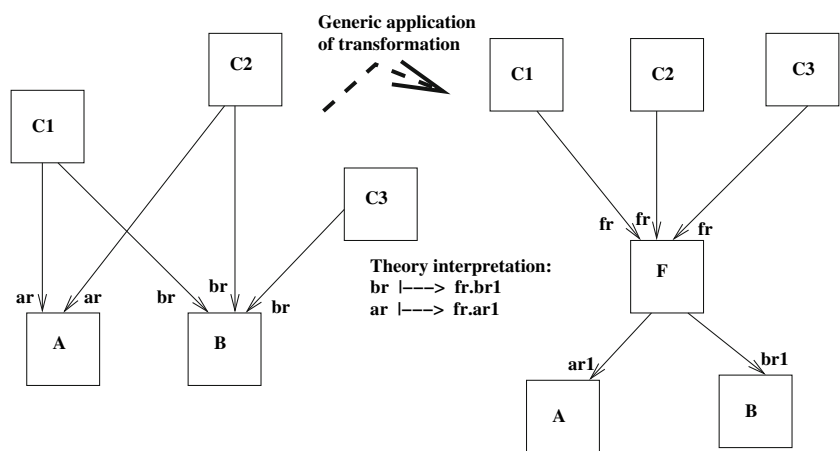 Generic application
of transformation
C2
C1
C3
ar
ar
br
br
br
A
B
Theory interpretation:
br |---> fr.br1
ar |---> fr.ar1
C1
C2
C3
fr
fr
fr
F
ar1
br1
A
B